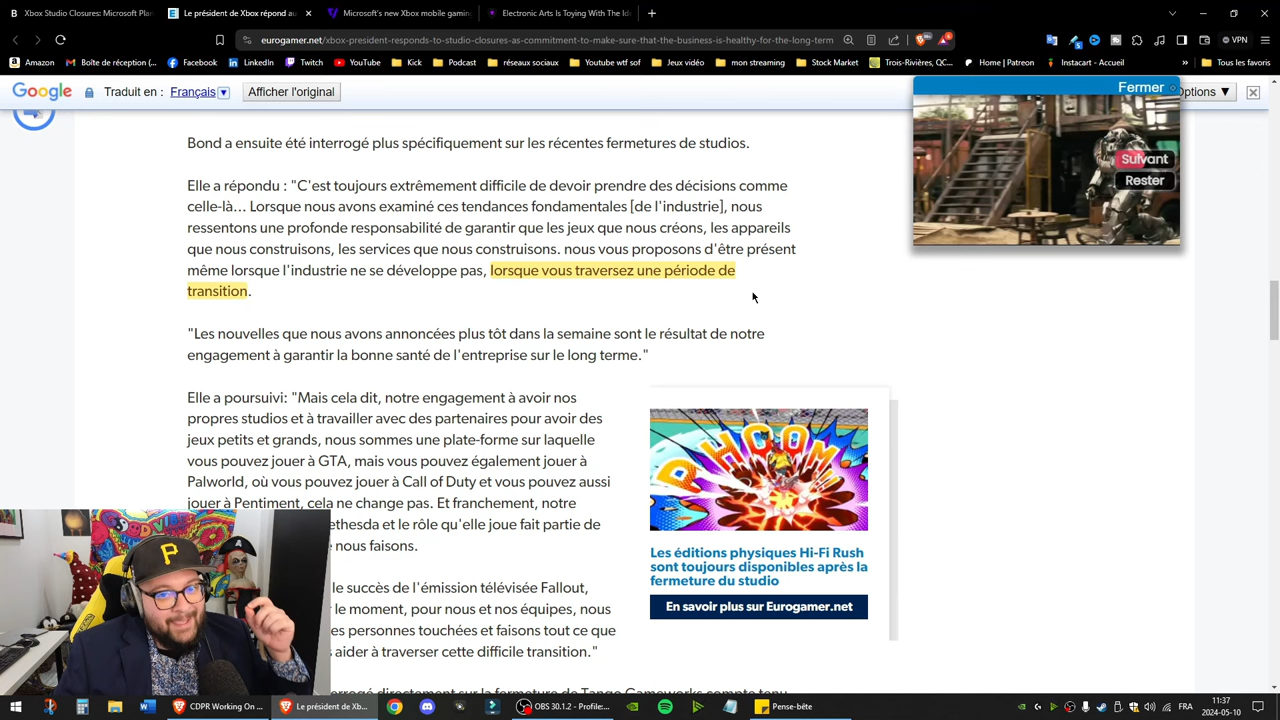 Xbox Studio Closures: Microsoft Plan
Le président de Xbox répond au
Microsoft's new Xbox mobile gaming
Electronic Arts Is Toying With The Id
eurogamer.net/xbox-president-responds-to-studio-closures-as-commitment-to-make-sure-that-the-business-is-healthy-for-the-long-term
VPN
Amazon
Boîte de réception (...
Facebook
LinkedIn
Twitch
YouTube
Kick
Podcast
réseaux sociaux
Youtube wtf sof
Jeux vidéo
mon streaming
Stock Market
Trois-Rivières, QC...
Home | Patreon
Instacart - Accueil
Tous les favoris
Google
Traduit en :
Français
Afficher l'original
Fermer
Options ▼
Suivant
Rester
Bond a ensuite été interrogé plus spécifiquement sur les récentes fermetures de studios.
Elle a répondu : "C'est toujours extrêmement difficile de devoir prendre des décisions comme
celle-là... Lorsque nous avons examiné ces tendances fondamentales [de l'industrie], nous
ressentons une profonde responsabilité de garantir que les jeux que nous créons, les appareils
que nous construisons, les services que nous construisons. nous vous proposons d'être présent
même lorsque l'industrie ne se développe pas, lorsque vous traversez une période de
transition.
"Les nouvelles que nous avons annoncées plus tôt dans la semaine sont le résultat de notre
engagement à garantir la bonne santé de l'entreprise sur le long terme."
Elle a poursuivi: "Mais cela dit, notre engagement à avoir nos
propres studios et à travailler avec des partenaires pour avoir des
jeux petits et grands, nous sommes une plate-forme sur laquelle
vous pouvez jouer à GTA, mais vous pouvez également jouer à
Palworld, où vous pouvez jouer à Call of Duty et vous pouvez aussi
jouer à Pentiment, cela ne change pas. Et franchement, notre
ethesda et le rôle qu'elle joue fait partie de
nous faisons.
le succès de l'émission télévisée Fallout,
le moment, pour nous et nos équipes, nous
es personnes touchées et faisons tout ce que
aider à traverser cette difficile transition."
errogé directement sur la fermeture de Tango Gameworks compte tenu
Les éditions physiques Hi-Fi Rush
sont toujours disponibles après la
fermeture du studio
En savoir plus sur Eurogamer.net
CDPR Working On ...
Le président de Xb...
OBS 30.1.2 - Profile:...
Pense-bête
FRA
11:37
2024-05-10